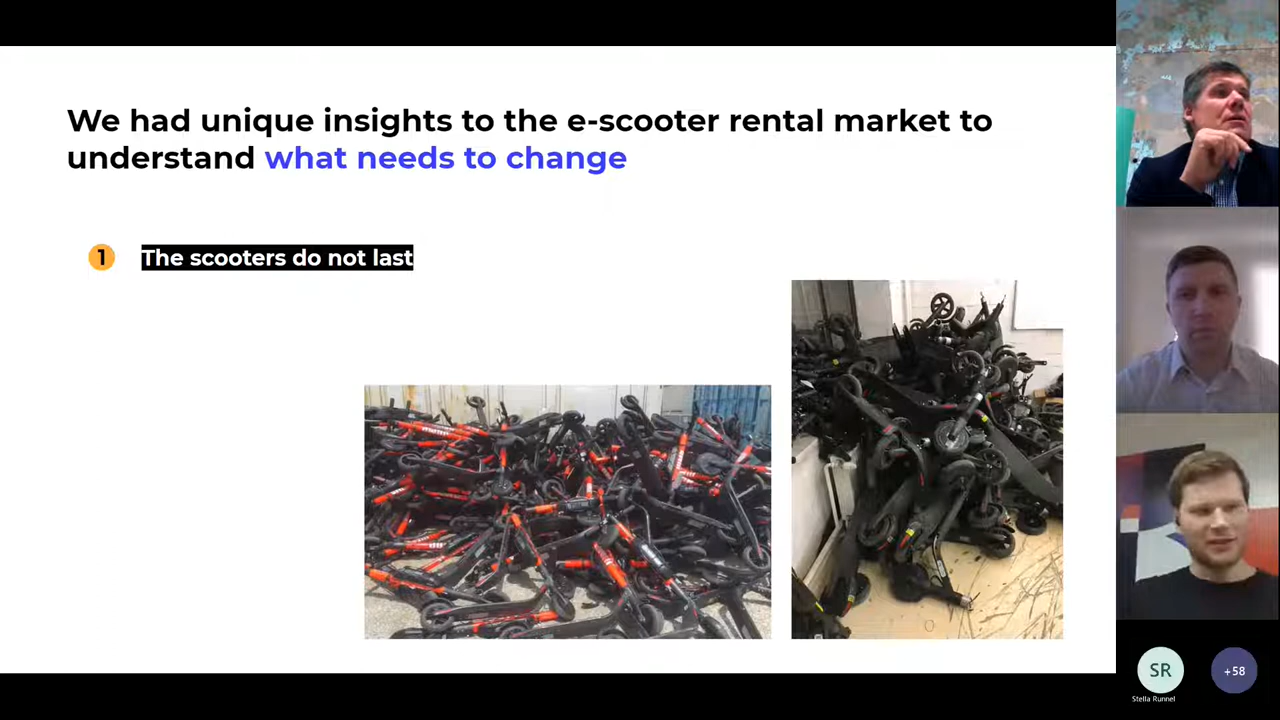 We had unique insights to the e-scooter rental market to
understand what needs to change
1 The scooters do not last
SR
+58
Stella Runnel